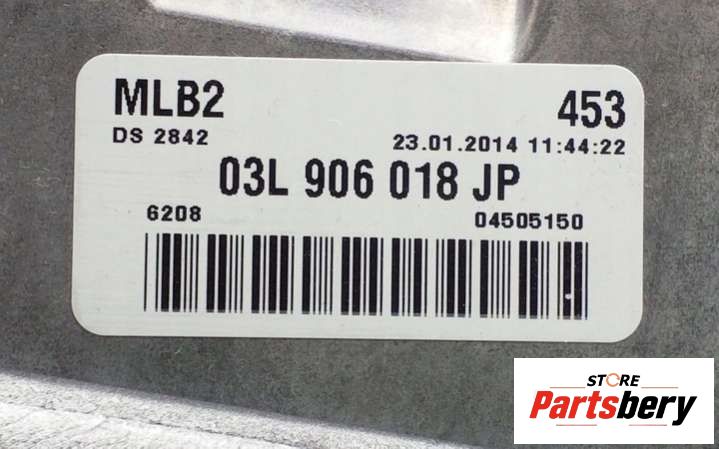 MLB2 453
DS 2842 23.01.2014 11:44:22
03L 906 018 JP
6208 04505150
STORE
Partsbery